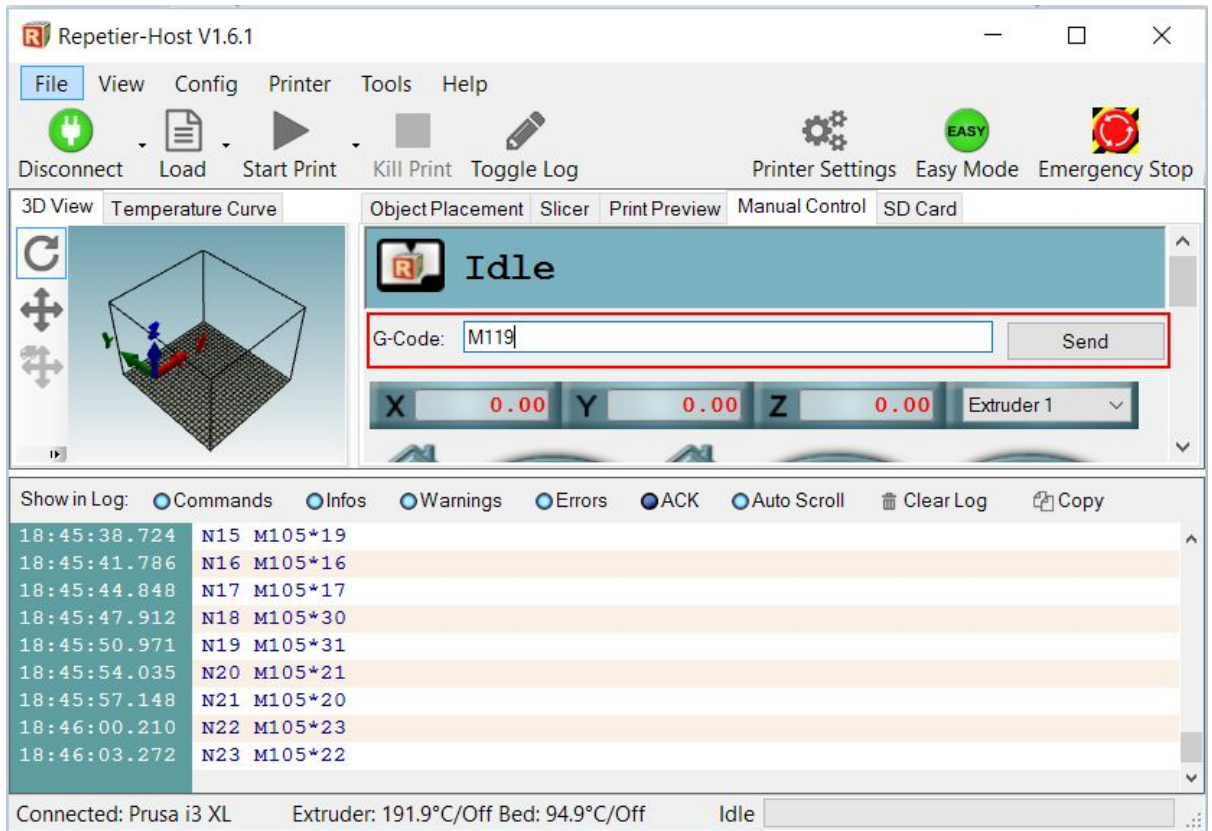 Repetier-Host V1.6.1
File View Config Printer Tools Help
Disconnect Load Start Print Kill Print Toggle Log Printer Settings EASY Easy Mode Emergency Stop
3D View Temperature Curve Object Placement Slicer Print Preview Manual Control SD Card
R Idle
G-Code: M119 Send
X 0.00 Y 0.00 Z 0.00 Extruder 1
Y Z X
Show in Log: Commands Infos Warnings Errors ACK Auto Scroll Clear Log Copy
18:45:38.724 N15 M105*19
18:45:41.786 N16 M105*16
18:45:44.848 N17 M105*17
18:45:47.912 N18 M105*30
18:45:50.971 N19 M105*31
18:45:54.035 N20 M105*21
18:45:57.148 N21 M105*20
18:46:00.210 N22 M105*23
18:46:03.272 N23 M105*22
Connected: Prusa i3 XL Extruder: 191.9°C/Off Bed: 94.9°C/Off Idle